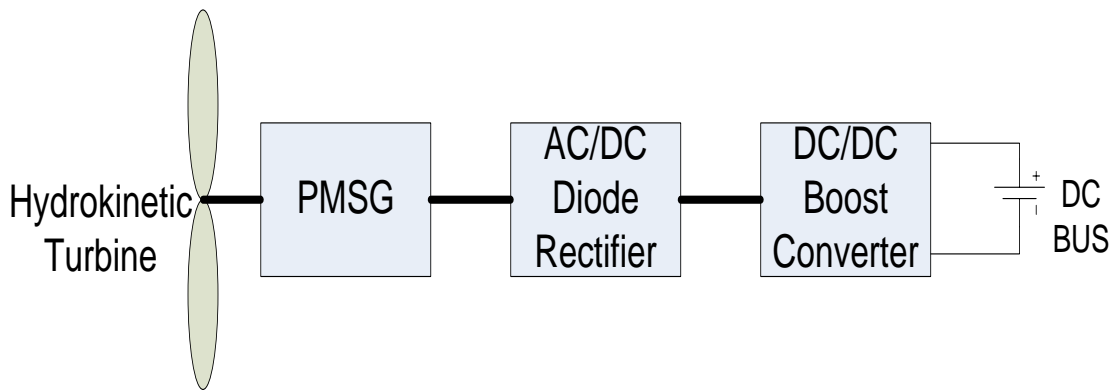 Hydrokinetic
Turbine
PMSG
AC/DC
Diode
Rectifier
DC/DC
Boost
Converter
+
-
DC
BUS